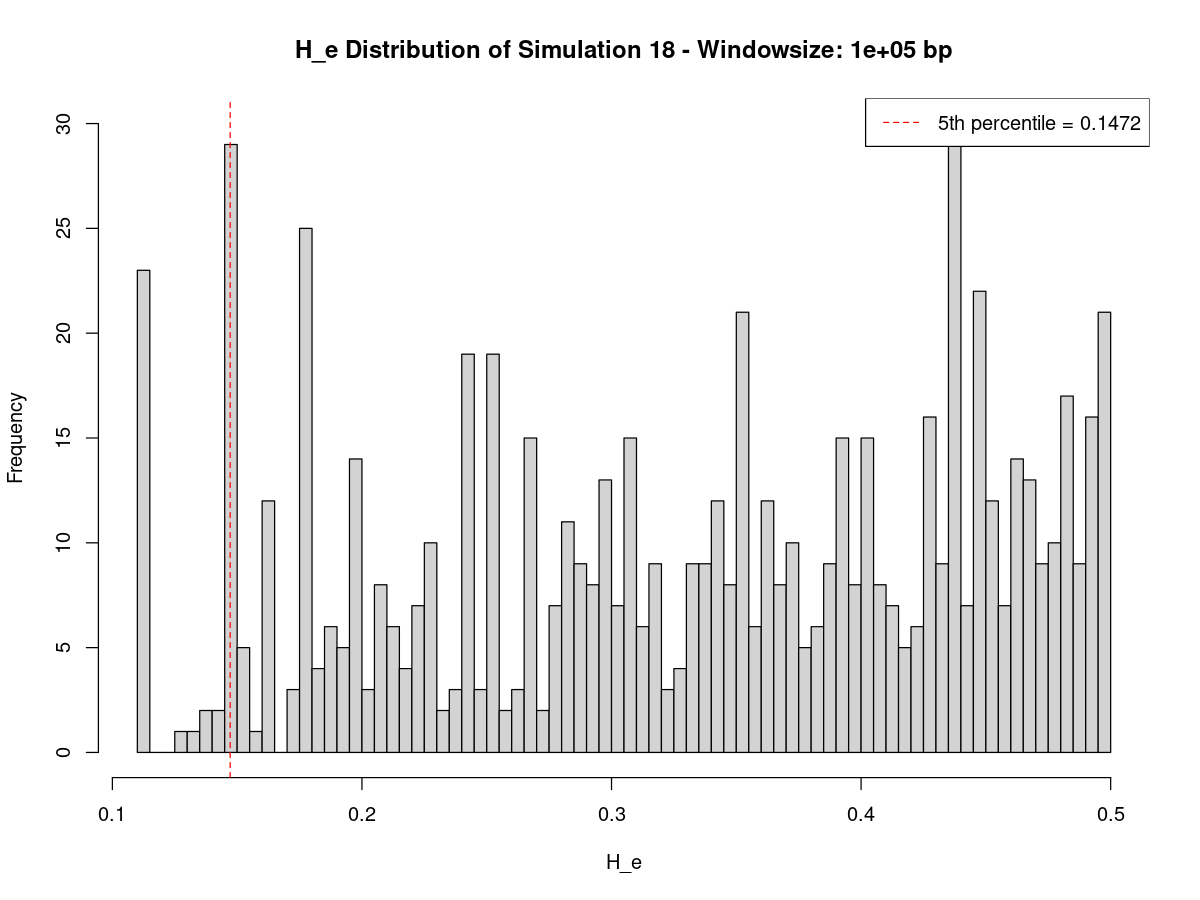 H_e Distribution of Simulation 18 - Windowsize: 1e+05 bp
5th percentile = 0.1472
Frequency
30
25
20
15
10
5
0
0.1 0.2 0.3 0.4 0.5
H_e